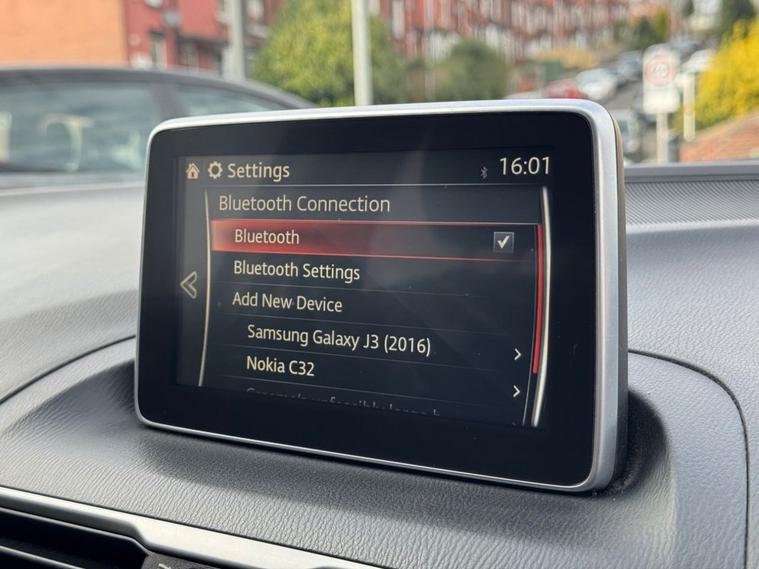 Settings
16:01
Bluetooth Connection
Bluetooth
Bluetooth Settings
Add New Device
Samsung Galaxy J3 (2016)
Nokia C32